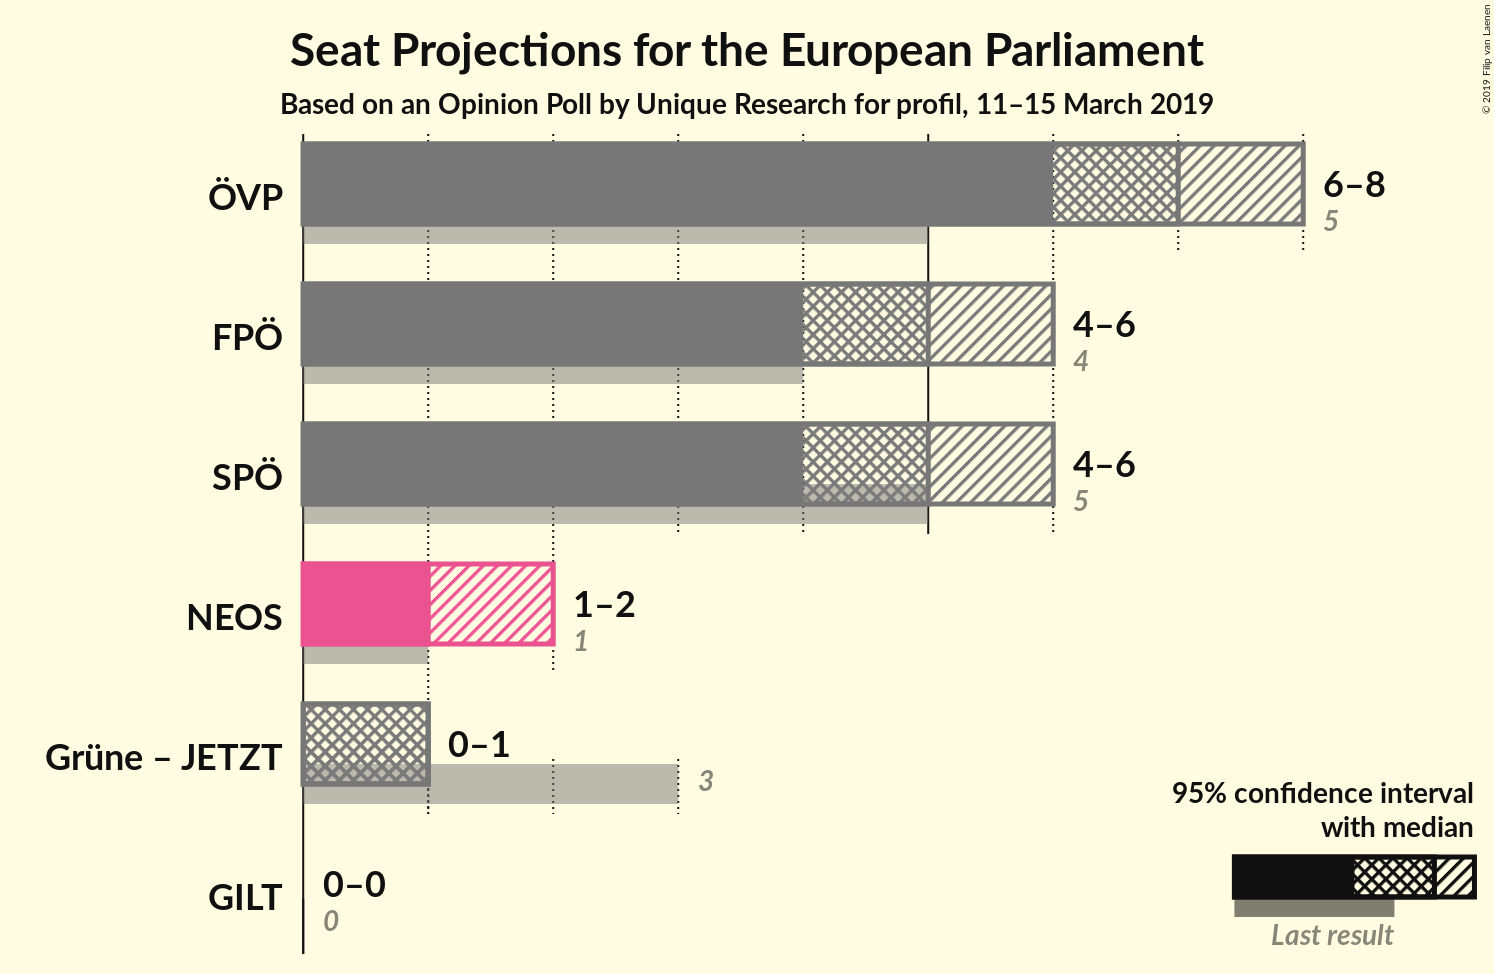 Seat Projections for the European Parliament
Based on an Opinion Poll by Unique Research for profil, 11–15 March 2019
© 2019 Filip van Laenen
ÖVP
6–8
5
FPÖ
4–6
4
SPÖ
4–6
5
NEOS
1–2
1
Grüne – JETZT
0–1
3
GILT
0–0
0
95% confidence interval
with median
Last result